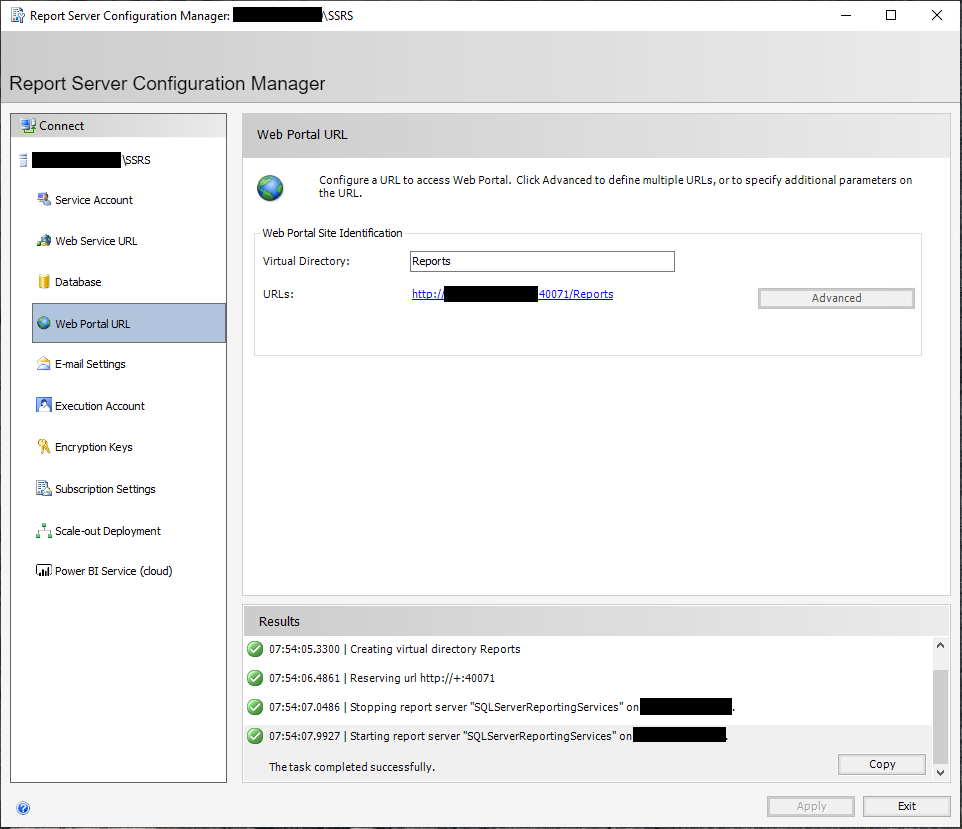 Report Server Configuration Manager: \SSRS
Report Server Configuration Manager
Connect
\SSRS
Service Account
Web Service URL
Database
Web Portal URL
E-mail Settings
Execution Account
Encryption Keys
Subscription Settings
Scale-out Deployment
Power BI Service (cloud)
Web Portal URL
Configure a URL to access Web Portal. Click Advanced to define multiple URLs, or to specify additional parameters on
the URL.
Web Portal Site Identification
Virtual Directory: Reports
URLs: http:// 40071/Reports
Advanced
Results
07:54:05.3300 | Creating virtual directory Reports
07:54:06.4861 | Reserving url http://+:40071
07:54:07.0486 | Stopping report server "SQLServerReportingServices" on .
07:54:07.9927 | Starting report server "SQLServerReportingServices" on .
The task completed successfully.
Copy
Apply Exit